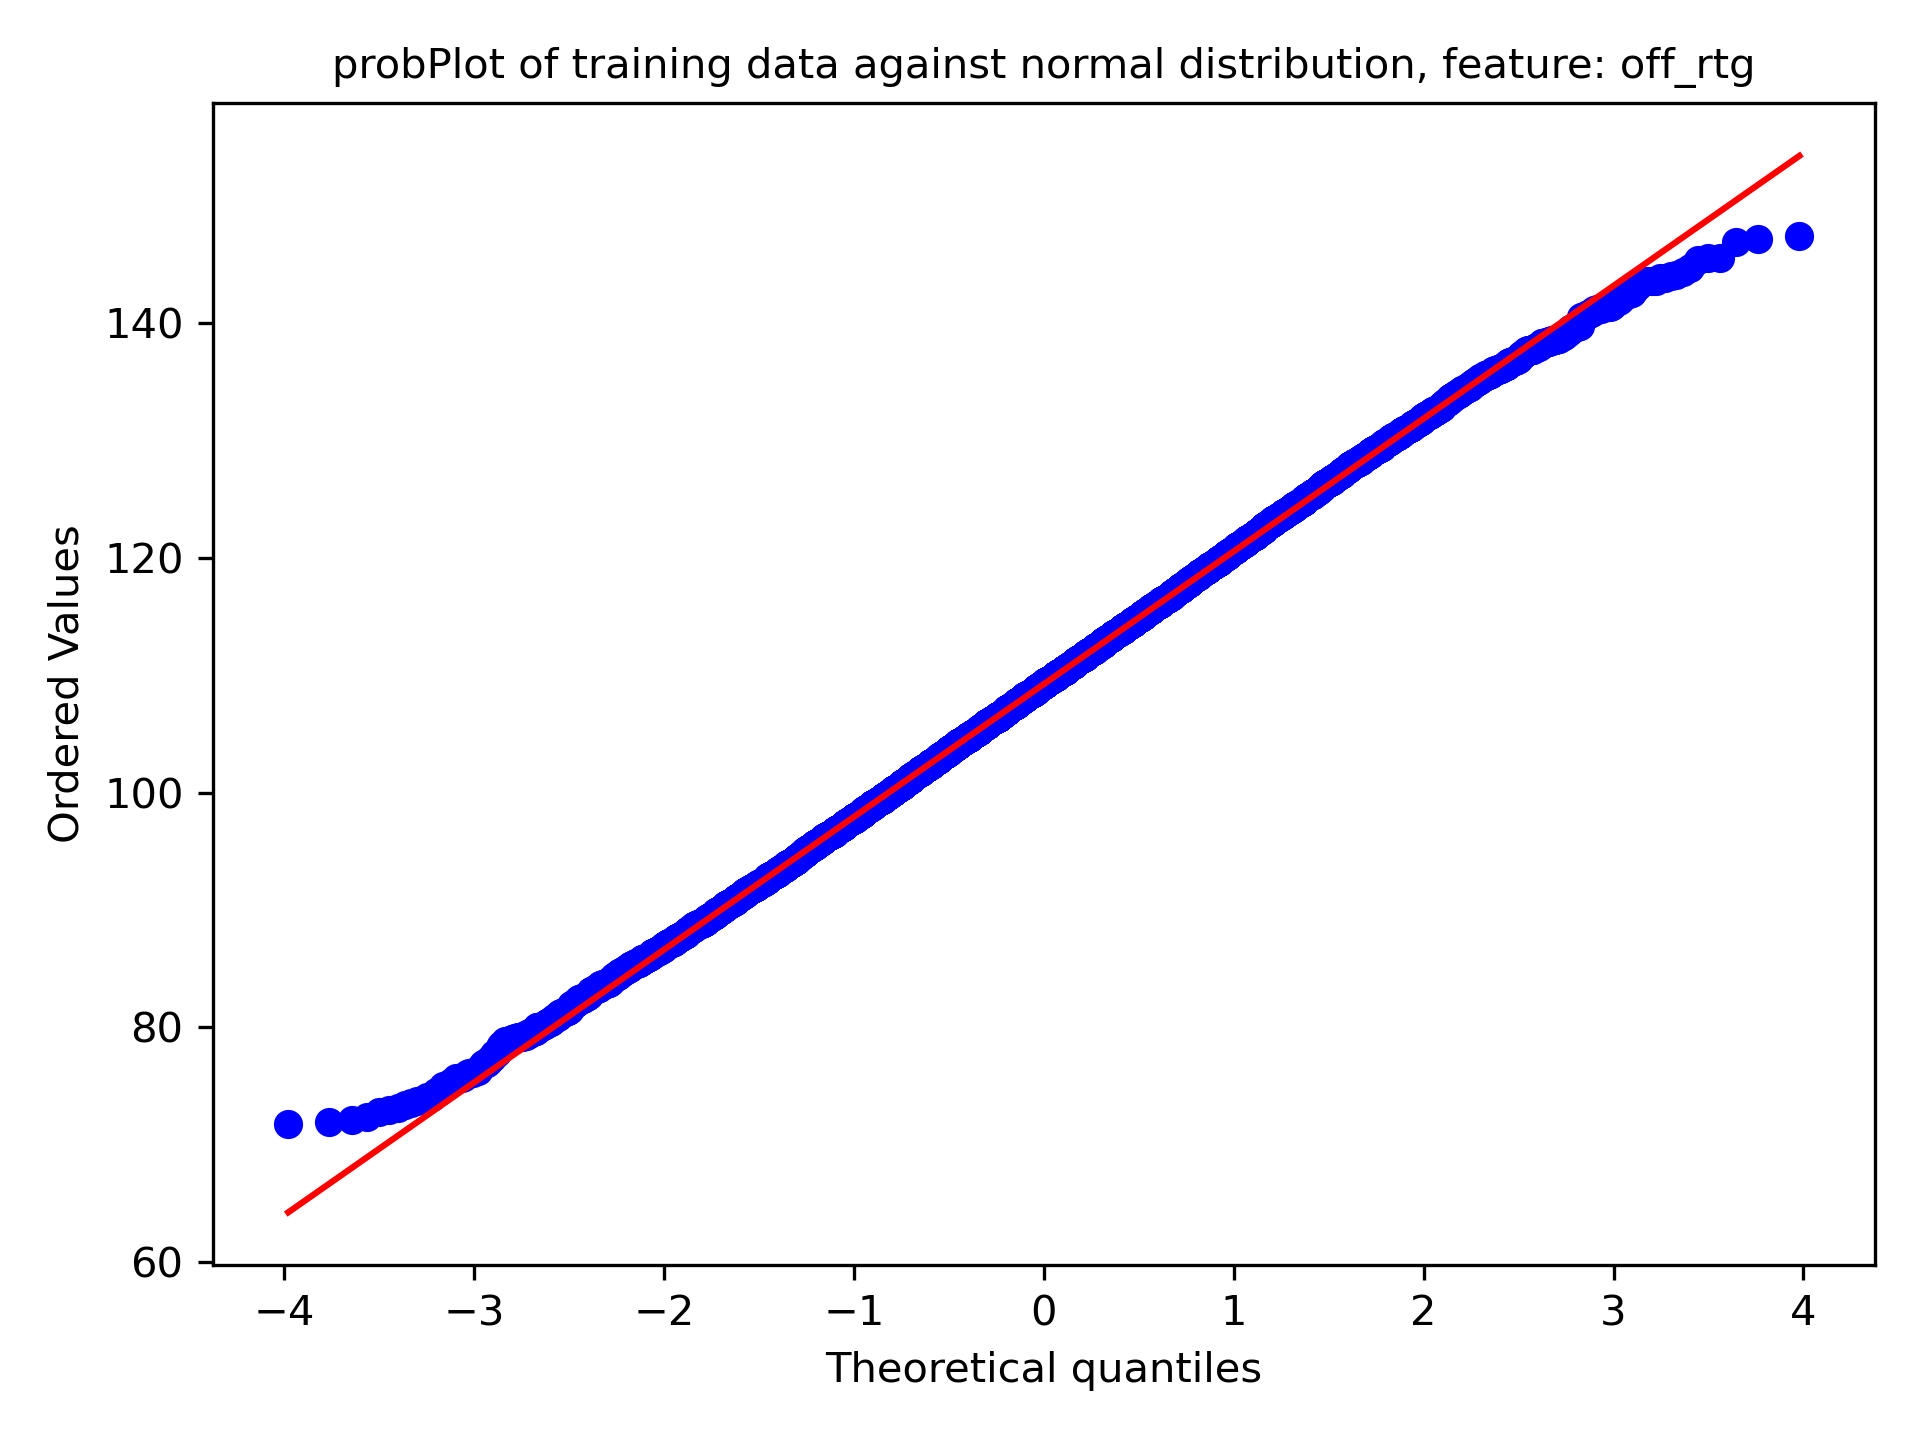 probPlot of training data against normal distribution, feature: off_rtg
Ordered Values
140
120
100
80
60
−4 −3 −2 −1 0 1 2 3 4
Theoretical quantiles